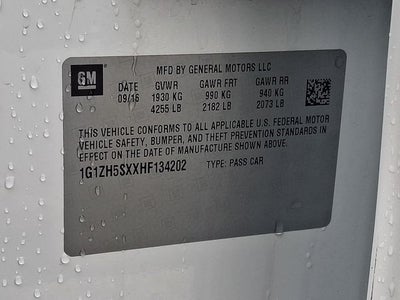 GM
MFD BY GENERAL MOTORS LLC
DATE GVWR GAWR FRT GAWR RR
09/16 1930 KG 990 KG 940 KG
4255 LB 2182 LB 2073 LB
THIS VEHICLE CONFORMS TO ALL APPLICABLE U.S. FEDERAL MOTOR
VEHICLE SAFETY, BUMPER, AND THEFT PREVENTION STANDARDS IN
EFFECT ON THE DATE OF MANUFACTURE SHOWN ABOVE.
1G1ZH5SXXHF134202 TYPE: PASS CAR